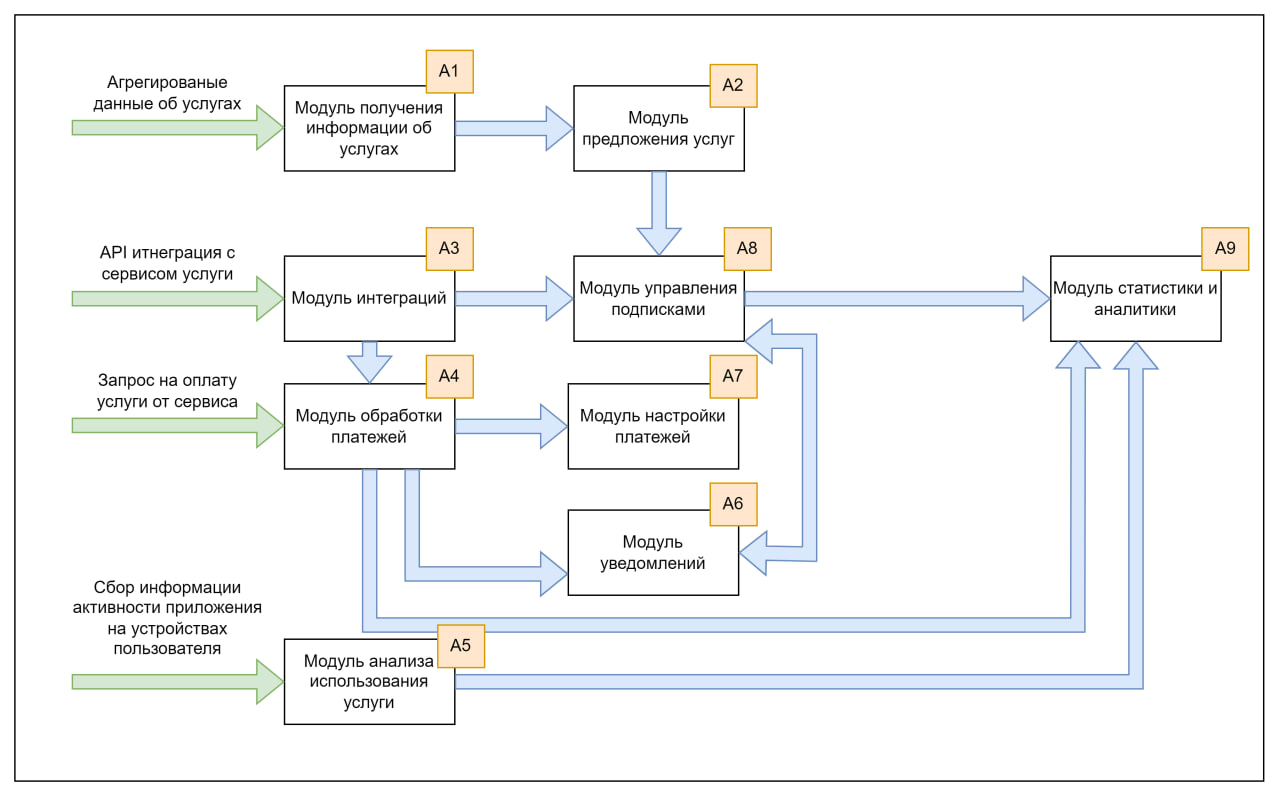 Агрегированые
данные об услугах
A1
Модуль получения
информации об
услугах
A2
Модуль
предложения услуг
API итнеграция с
сервисом услуги
A3
Модуль интеграций
A8
Модуль управления
подписками
A9
Модуль статистики и
аналитики
Запрос на оплату
услуги от сервиса
A4
Модуль обработки
платежей
A7
Модуль настройки
платежей
A6
Модуль
уведомлений
Сбор информации
активности приложения
на устройствах
пользователя
A5
Модуль анализа
использования
услуги